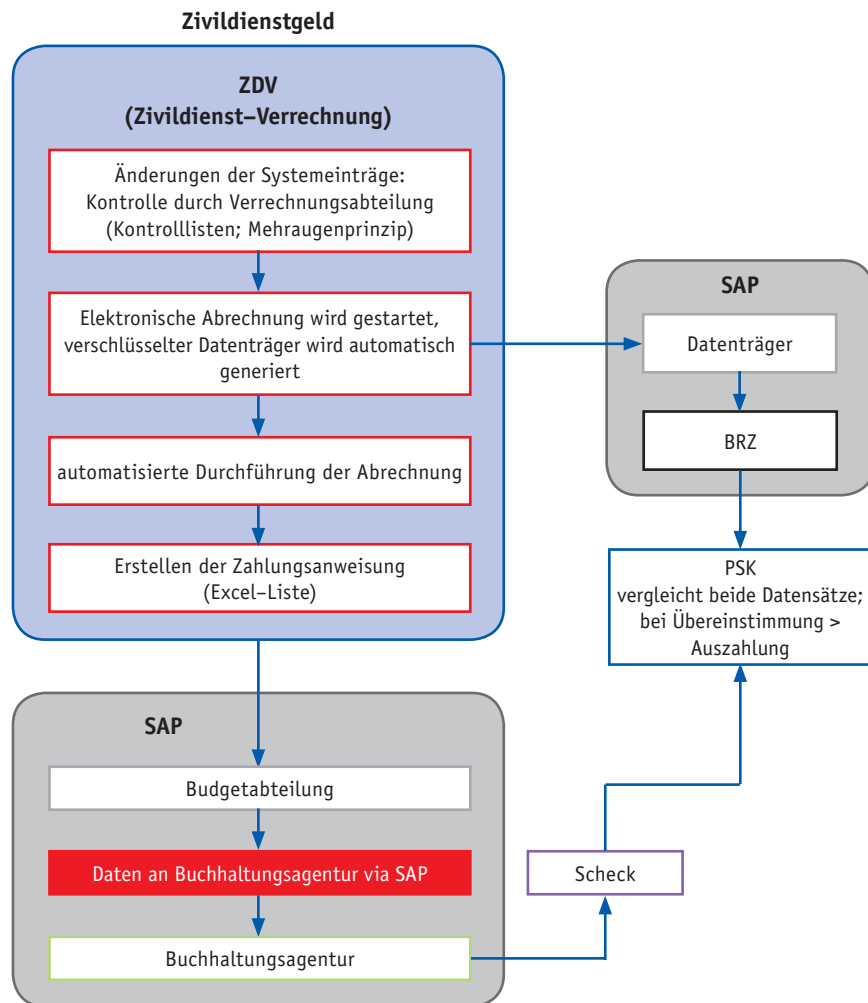 Zivildienstgeld
ZDV
(Zivildienst–Verrechnung)
Änderungen der Systemeinträge:
Kontrolle durch Verrechnungsabteilung
(Kontrolllisten; Mehraugenprinzip)
Elektronische Abrechnung wird gestartet,
verschlüsselter Datenträger wird automatisch
generiert
automatisierte Durchführung der Abrechnung
Erstellen der Zahlungsanweisung
(Excel–Liste)
SAP
Datenträger
BRZ
PSK
vergleicht beide Datensätze;
bei Übereinstimmung >
Auszahlung
SAP
Budgetabteilung
Daten an Buchhaltungsagentur via SAP
Buchhaltungsagentur
Scheck